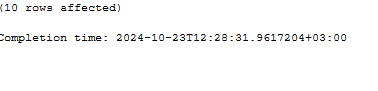 (10 rows affected)
Completion time: 2024-10-23T12:28:31.9617204+03:00